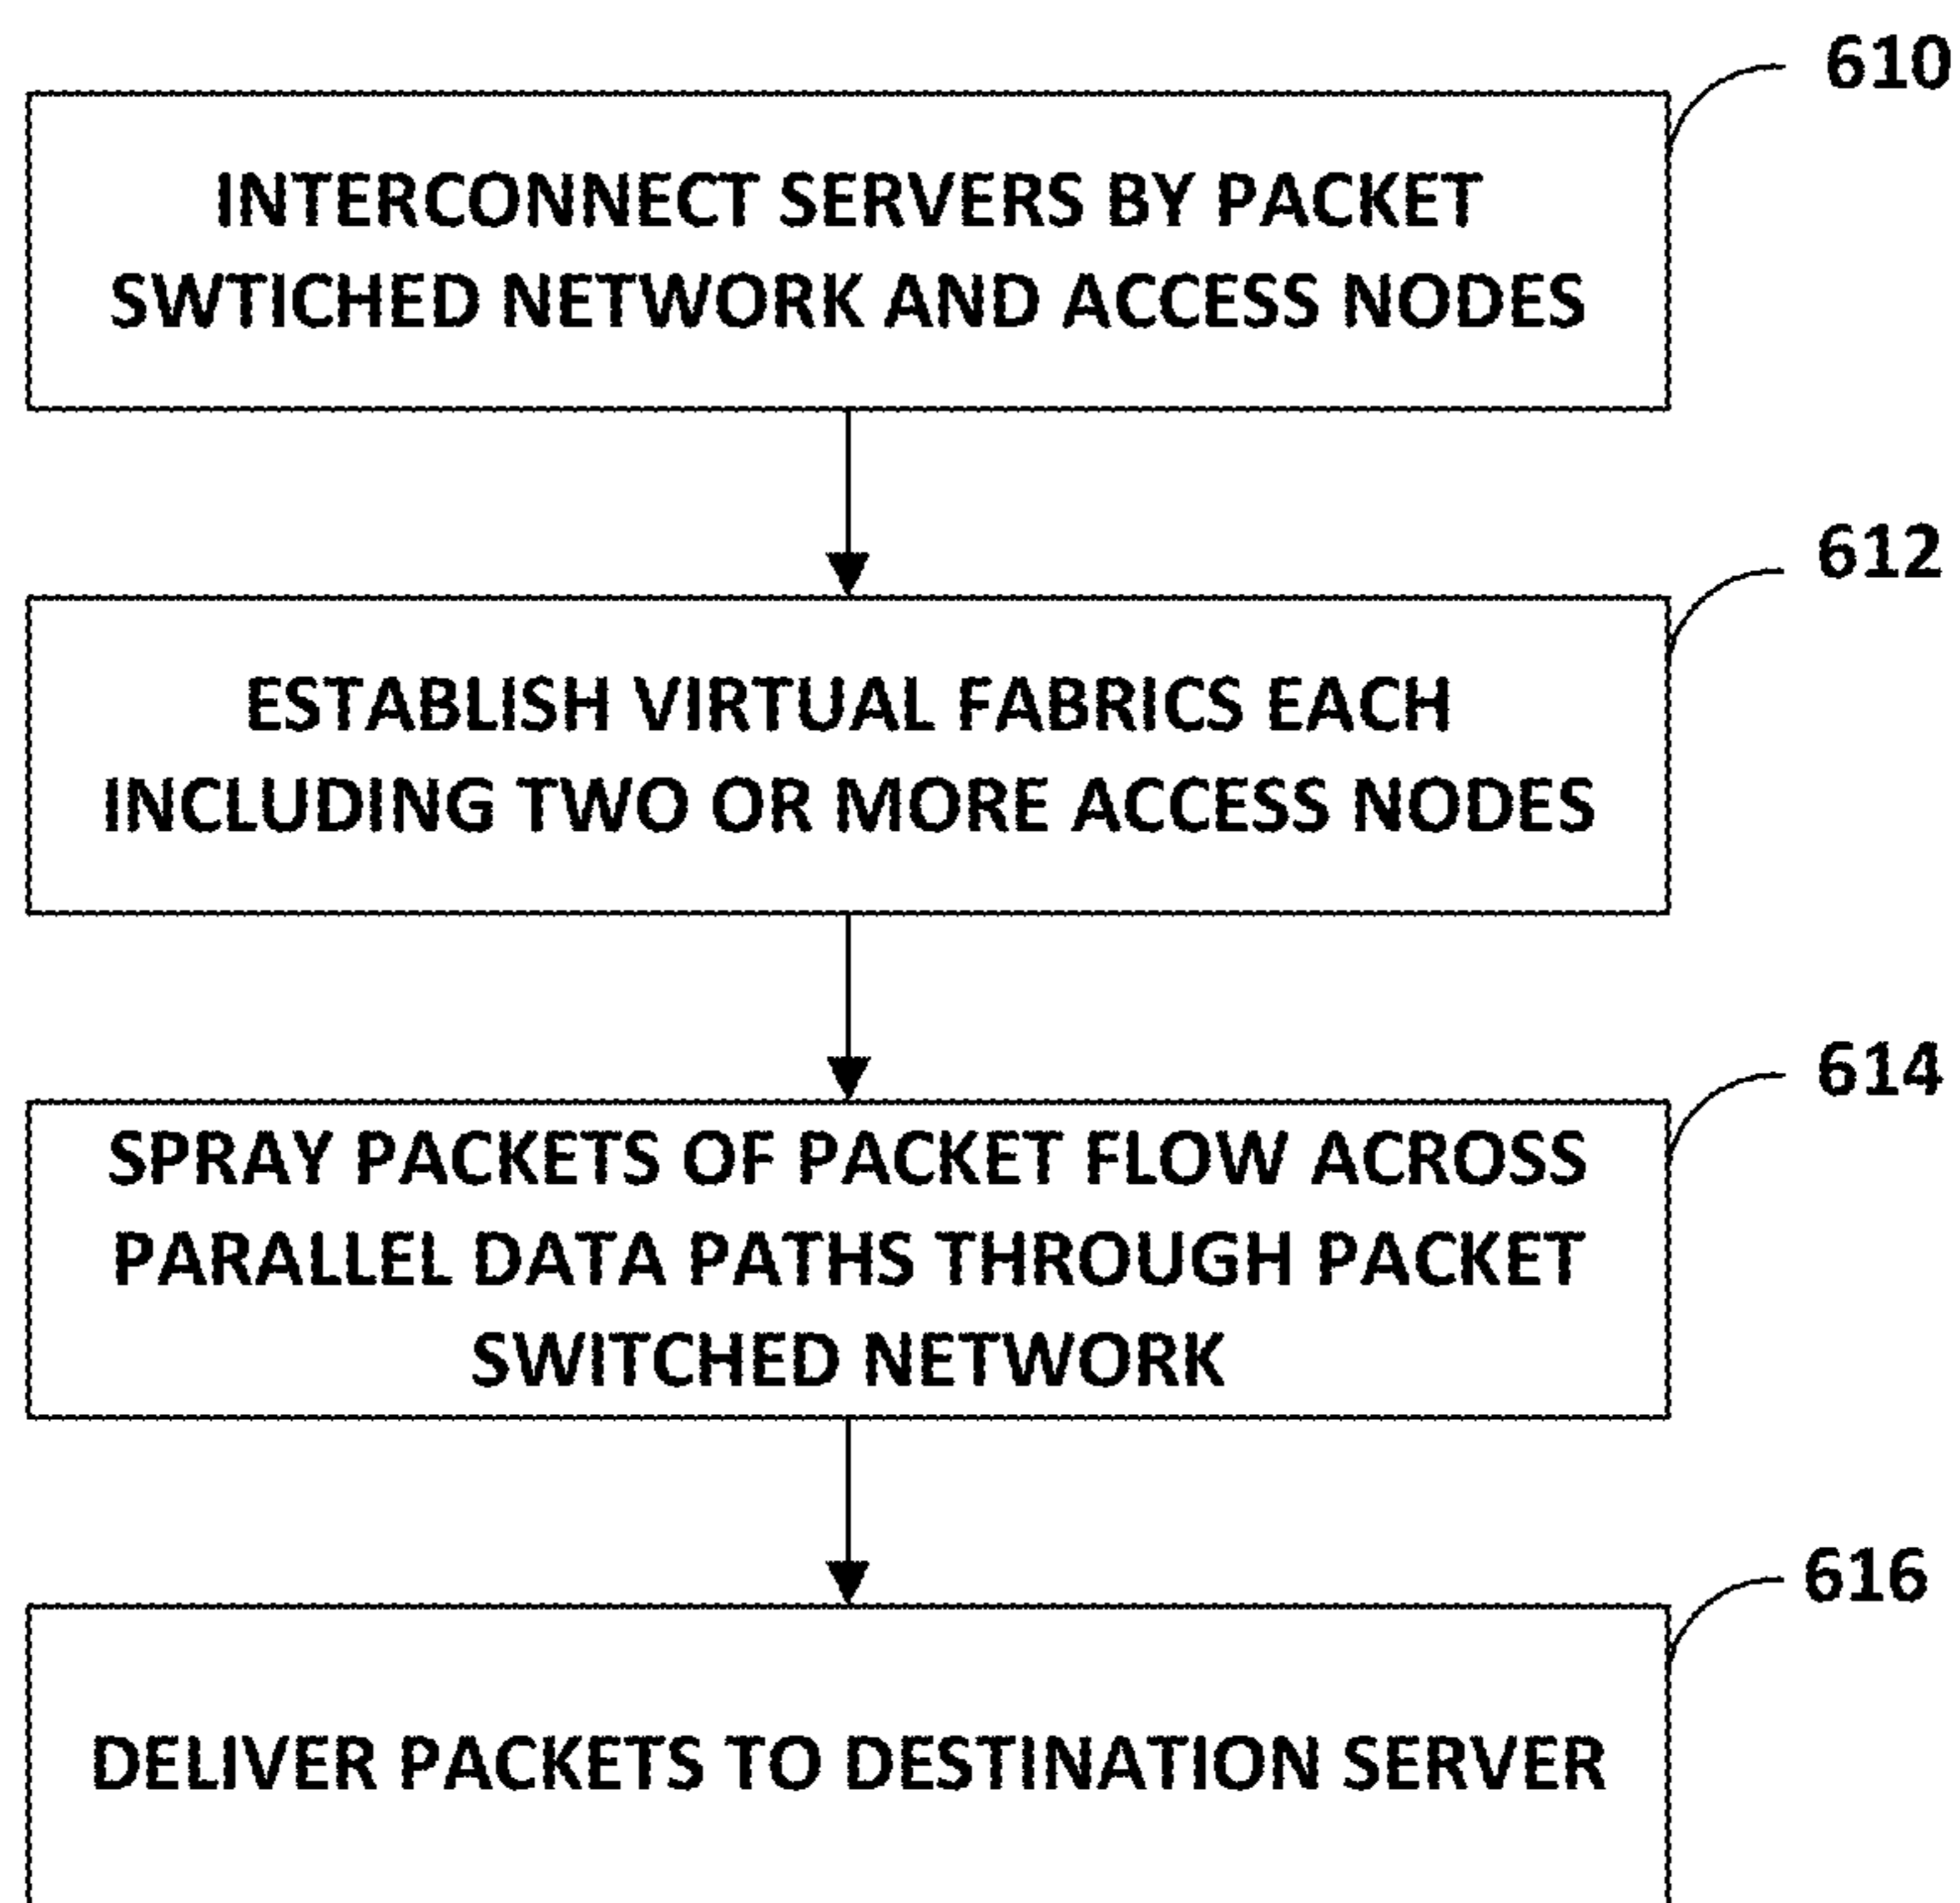 610
INTERCONNECT SERVERS BY PACKET
SWTICHED NETWORK AND ACCESS NODES
612
ESTABLISH VIRTUAL FABRICS EACH
INCLUDING TWO OR MORE ACCESS NODES
614
SPRAY PACKETS OF PACKET FLOW ACROSS
PARALLEL DATA PATHS THROUGH PACKET
SWITCHED NETWORK
616
DELIVER PACKETS TO DESTINATION SERVER